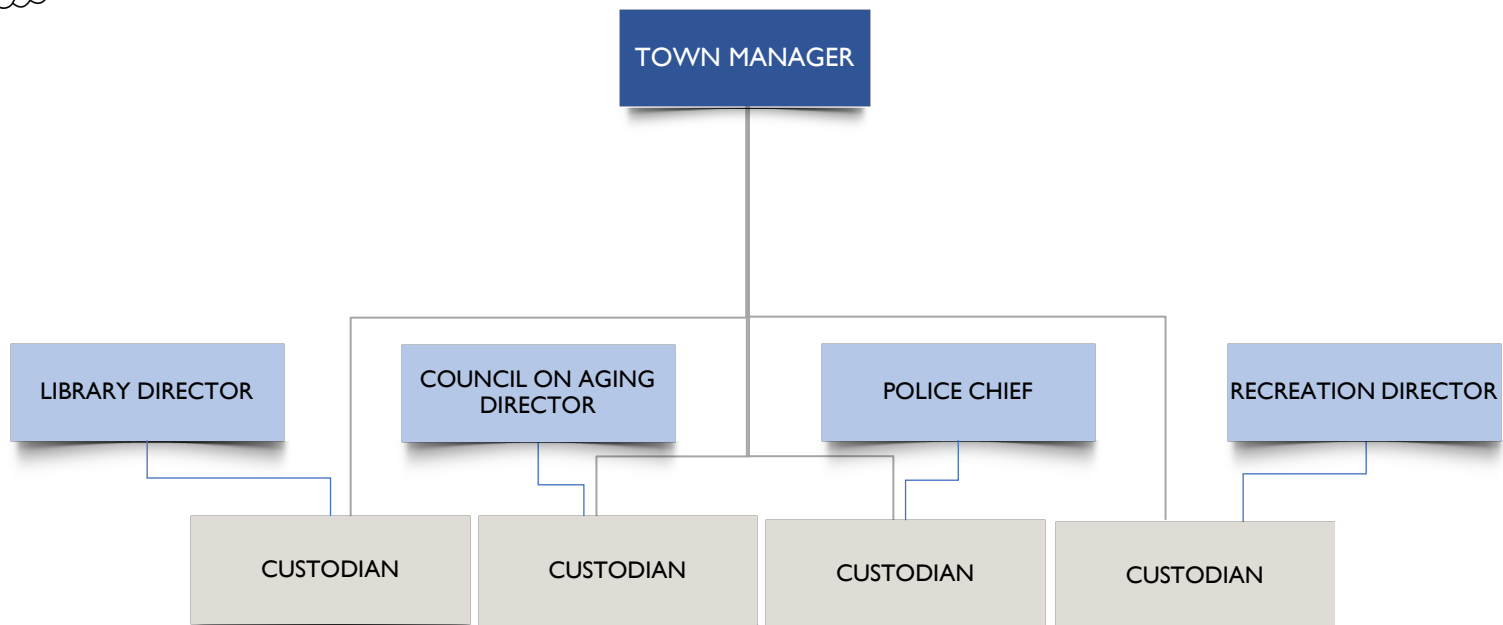 TOWN MANAGER
LIBRARY DIRECTOR
COUNCIL ON AGING
DIRECTOR
POLICE CHIEF
RECREATION DIRECTOR
CUSTODIAN
CUSTODIAN
CUSTODIAN
CUSTODIAN